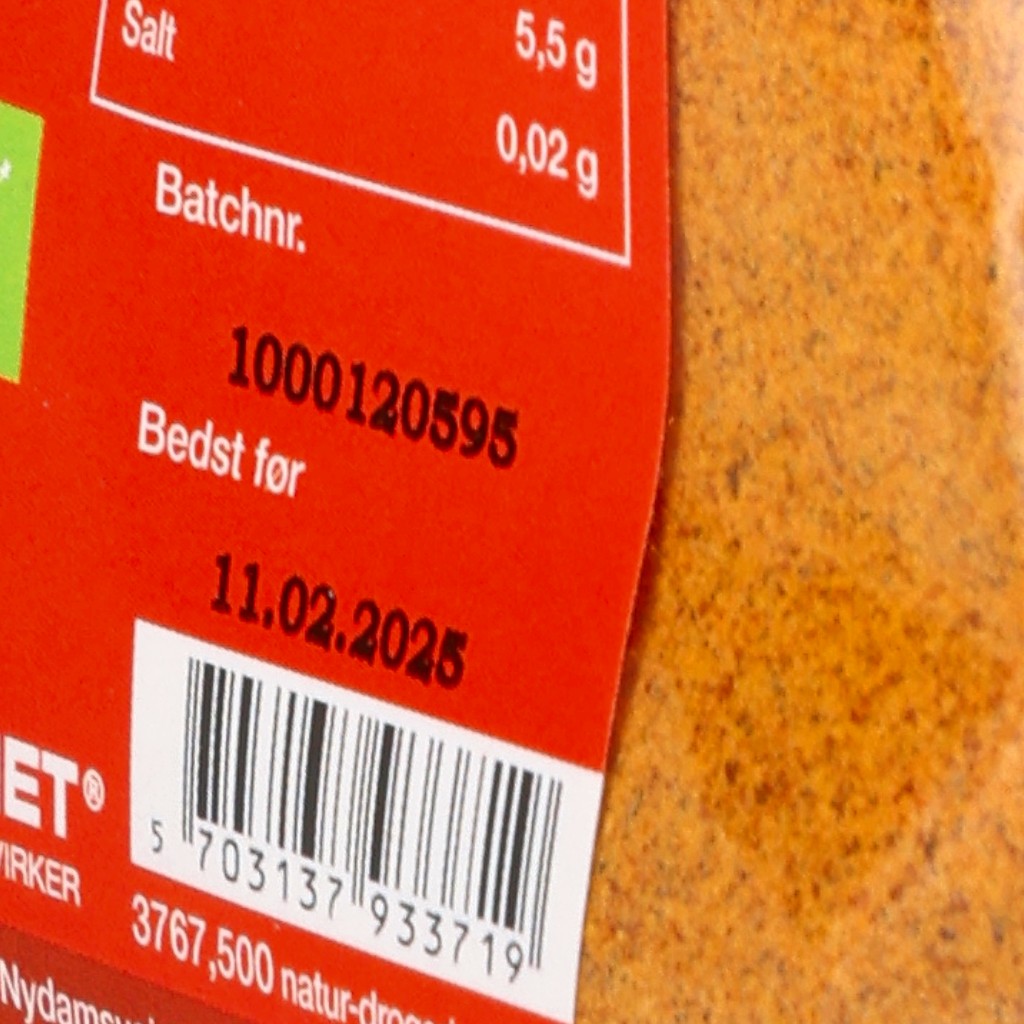 Salt 5,5 g
0,02 g
Batchnr.
1000120595
Bedst før
11.02.2025
ET®
VIRKER
5 703137 933719
3767,500